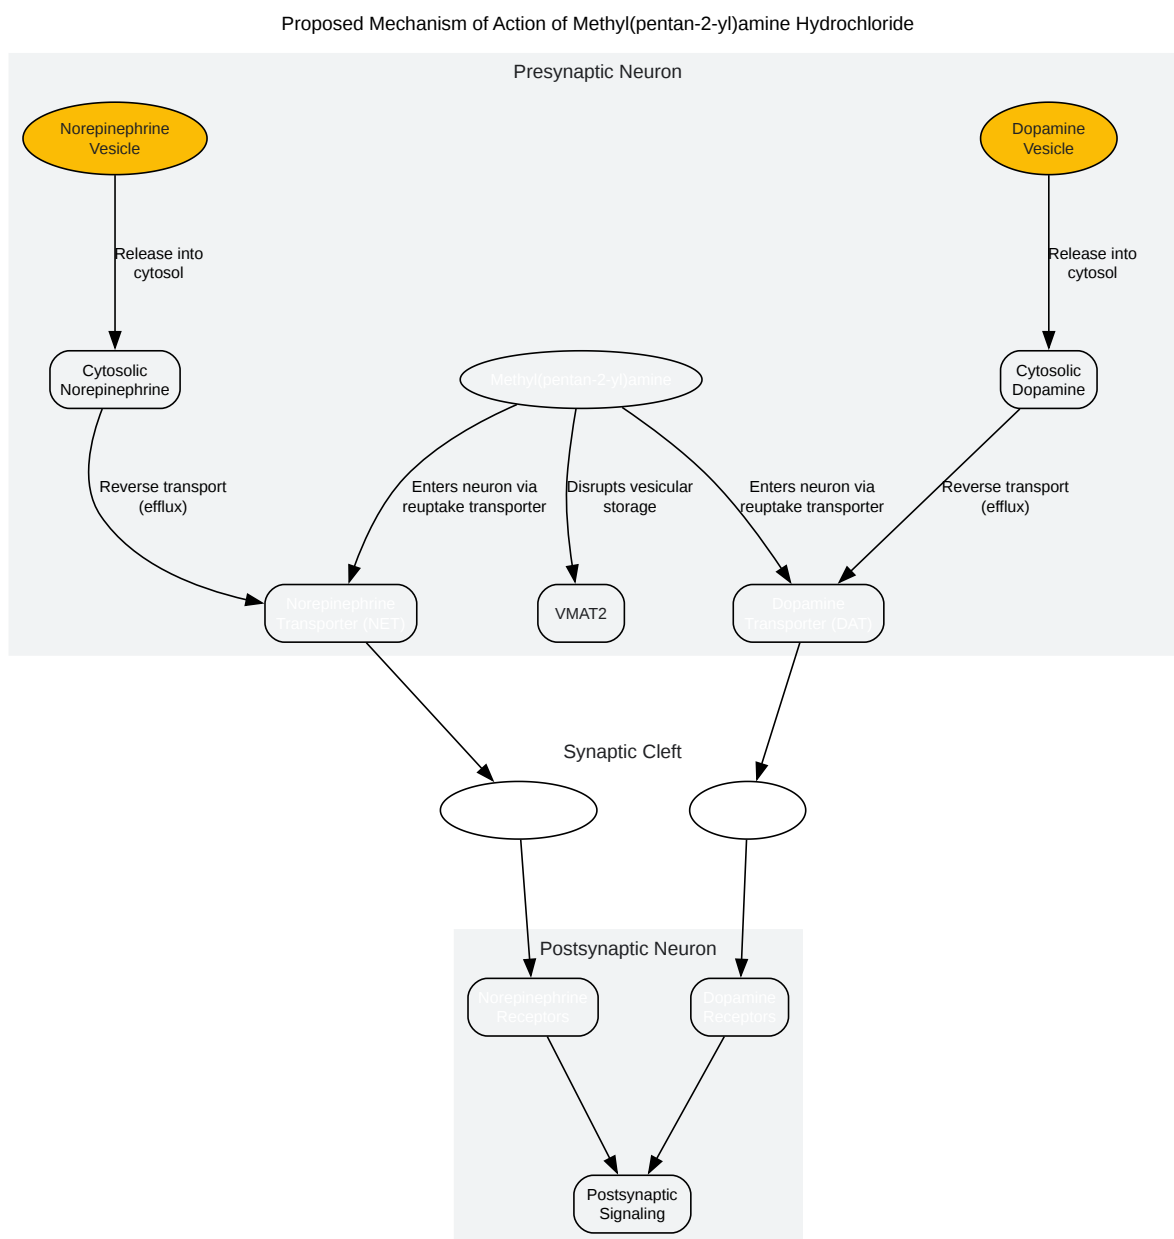 Proposed Mechanism of Action of Methyl(pentan-2-yl)amine Hydrochloride
Presynaptic Neuron
Norepinephrine
Vesicle
Dopamine
Vesicle
Release into
cytosol
Release into
cytosol
Cytosolic
Norepinephrine
Methyl(pentan-2-yl)amine
Cytosolic
Dopamine
Reverse transport
(efflux)
Enters neuron via
reuptake transporter
Disrupts vesicular
storage
Enters neuron via
reuptake transporter
Reverse transport
(efflux)
Norepinephrine
Transporter (NET)
VMAT2
Dopamine
Transporter (DAT)
Synaptic Cleft
Postsynaptic Neuron
Norepinephrine
Receptors
Dopamine
Receptors
Postsynaptic
Signaling